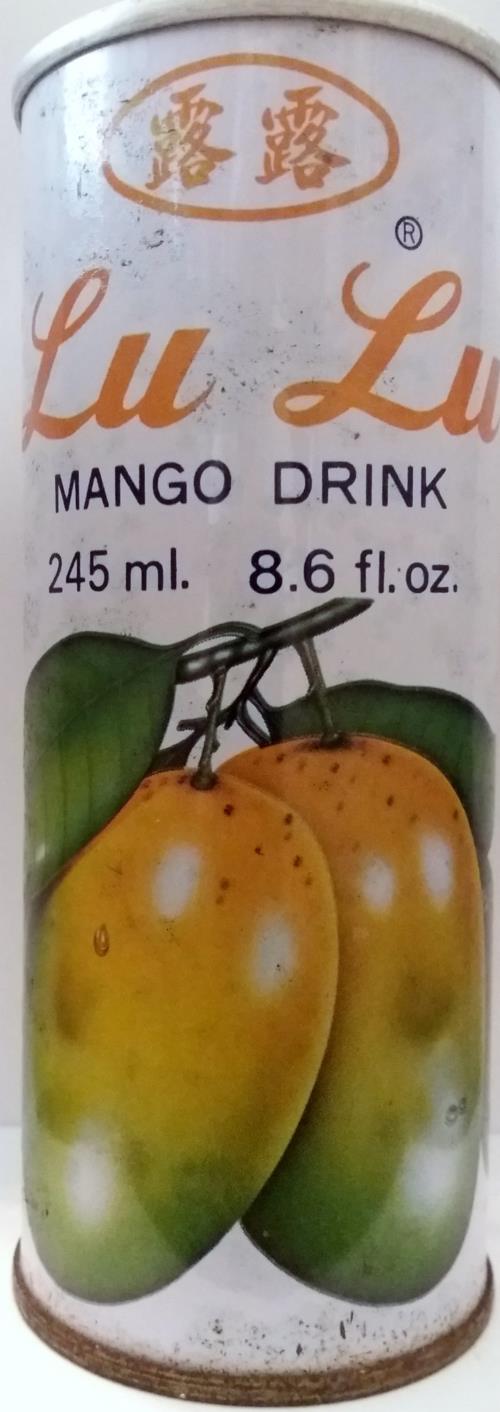 露露
®
Lu Lu
MANGO DRINK
245 ml. 8.6 fl. oz.